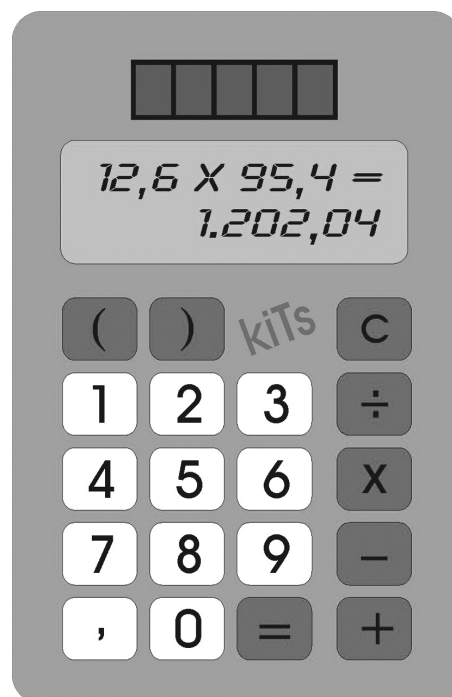 12,6 X 95,4 =
1.202,04
( ) kiTs C
1 2 3 ÷
4 5 6 X
7 8 9 −
, 0 = +